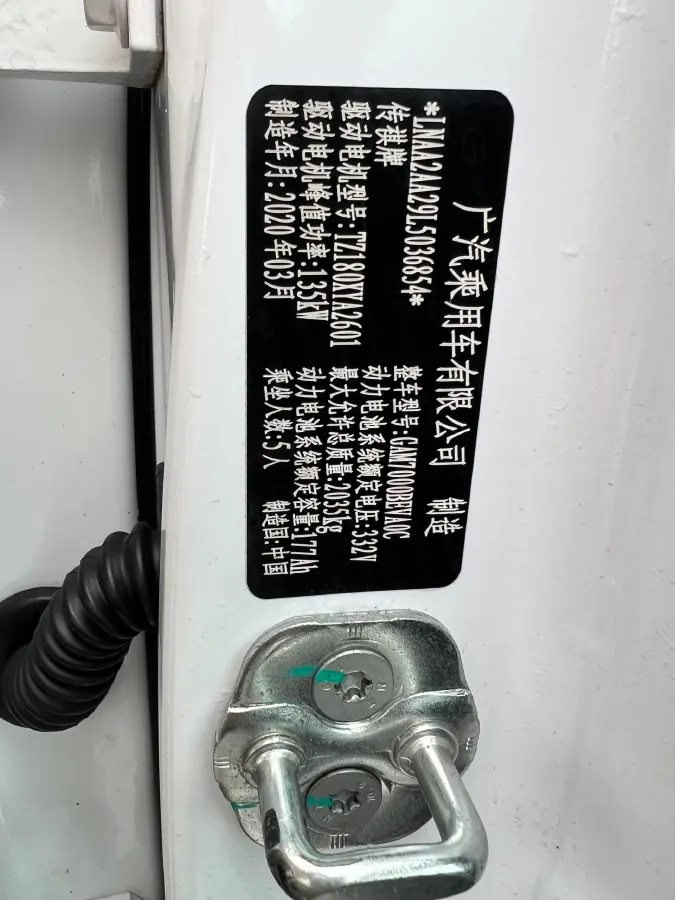 广汽乘用车有限公司 制造
*LNAA2AA29L5036854*
传祺牌 整车型号:GAM7000BEVA0C
动力电池系统额定电压:332V
驱动电机型号:TZ180XYA2601 最大允许总质量:2035kg
驱动电机峰值功率:135kW 动力电池系统额定容量:177Ah
制造年月:2020年03月 乘坐人数:5人 制造国:中国